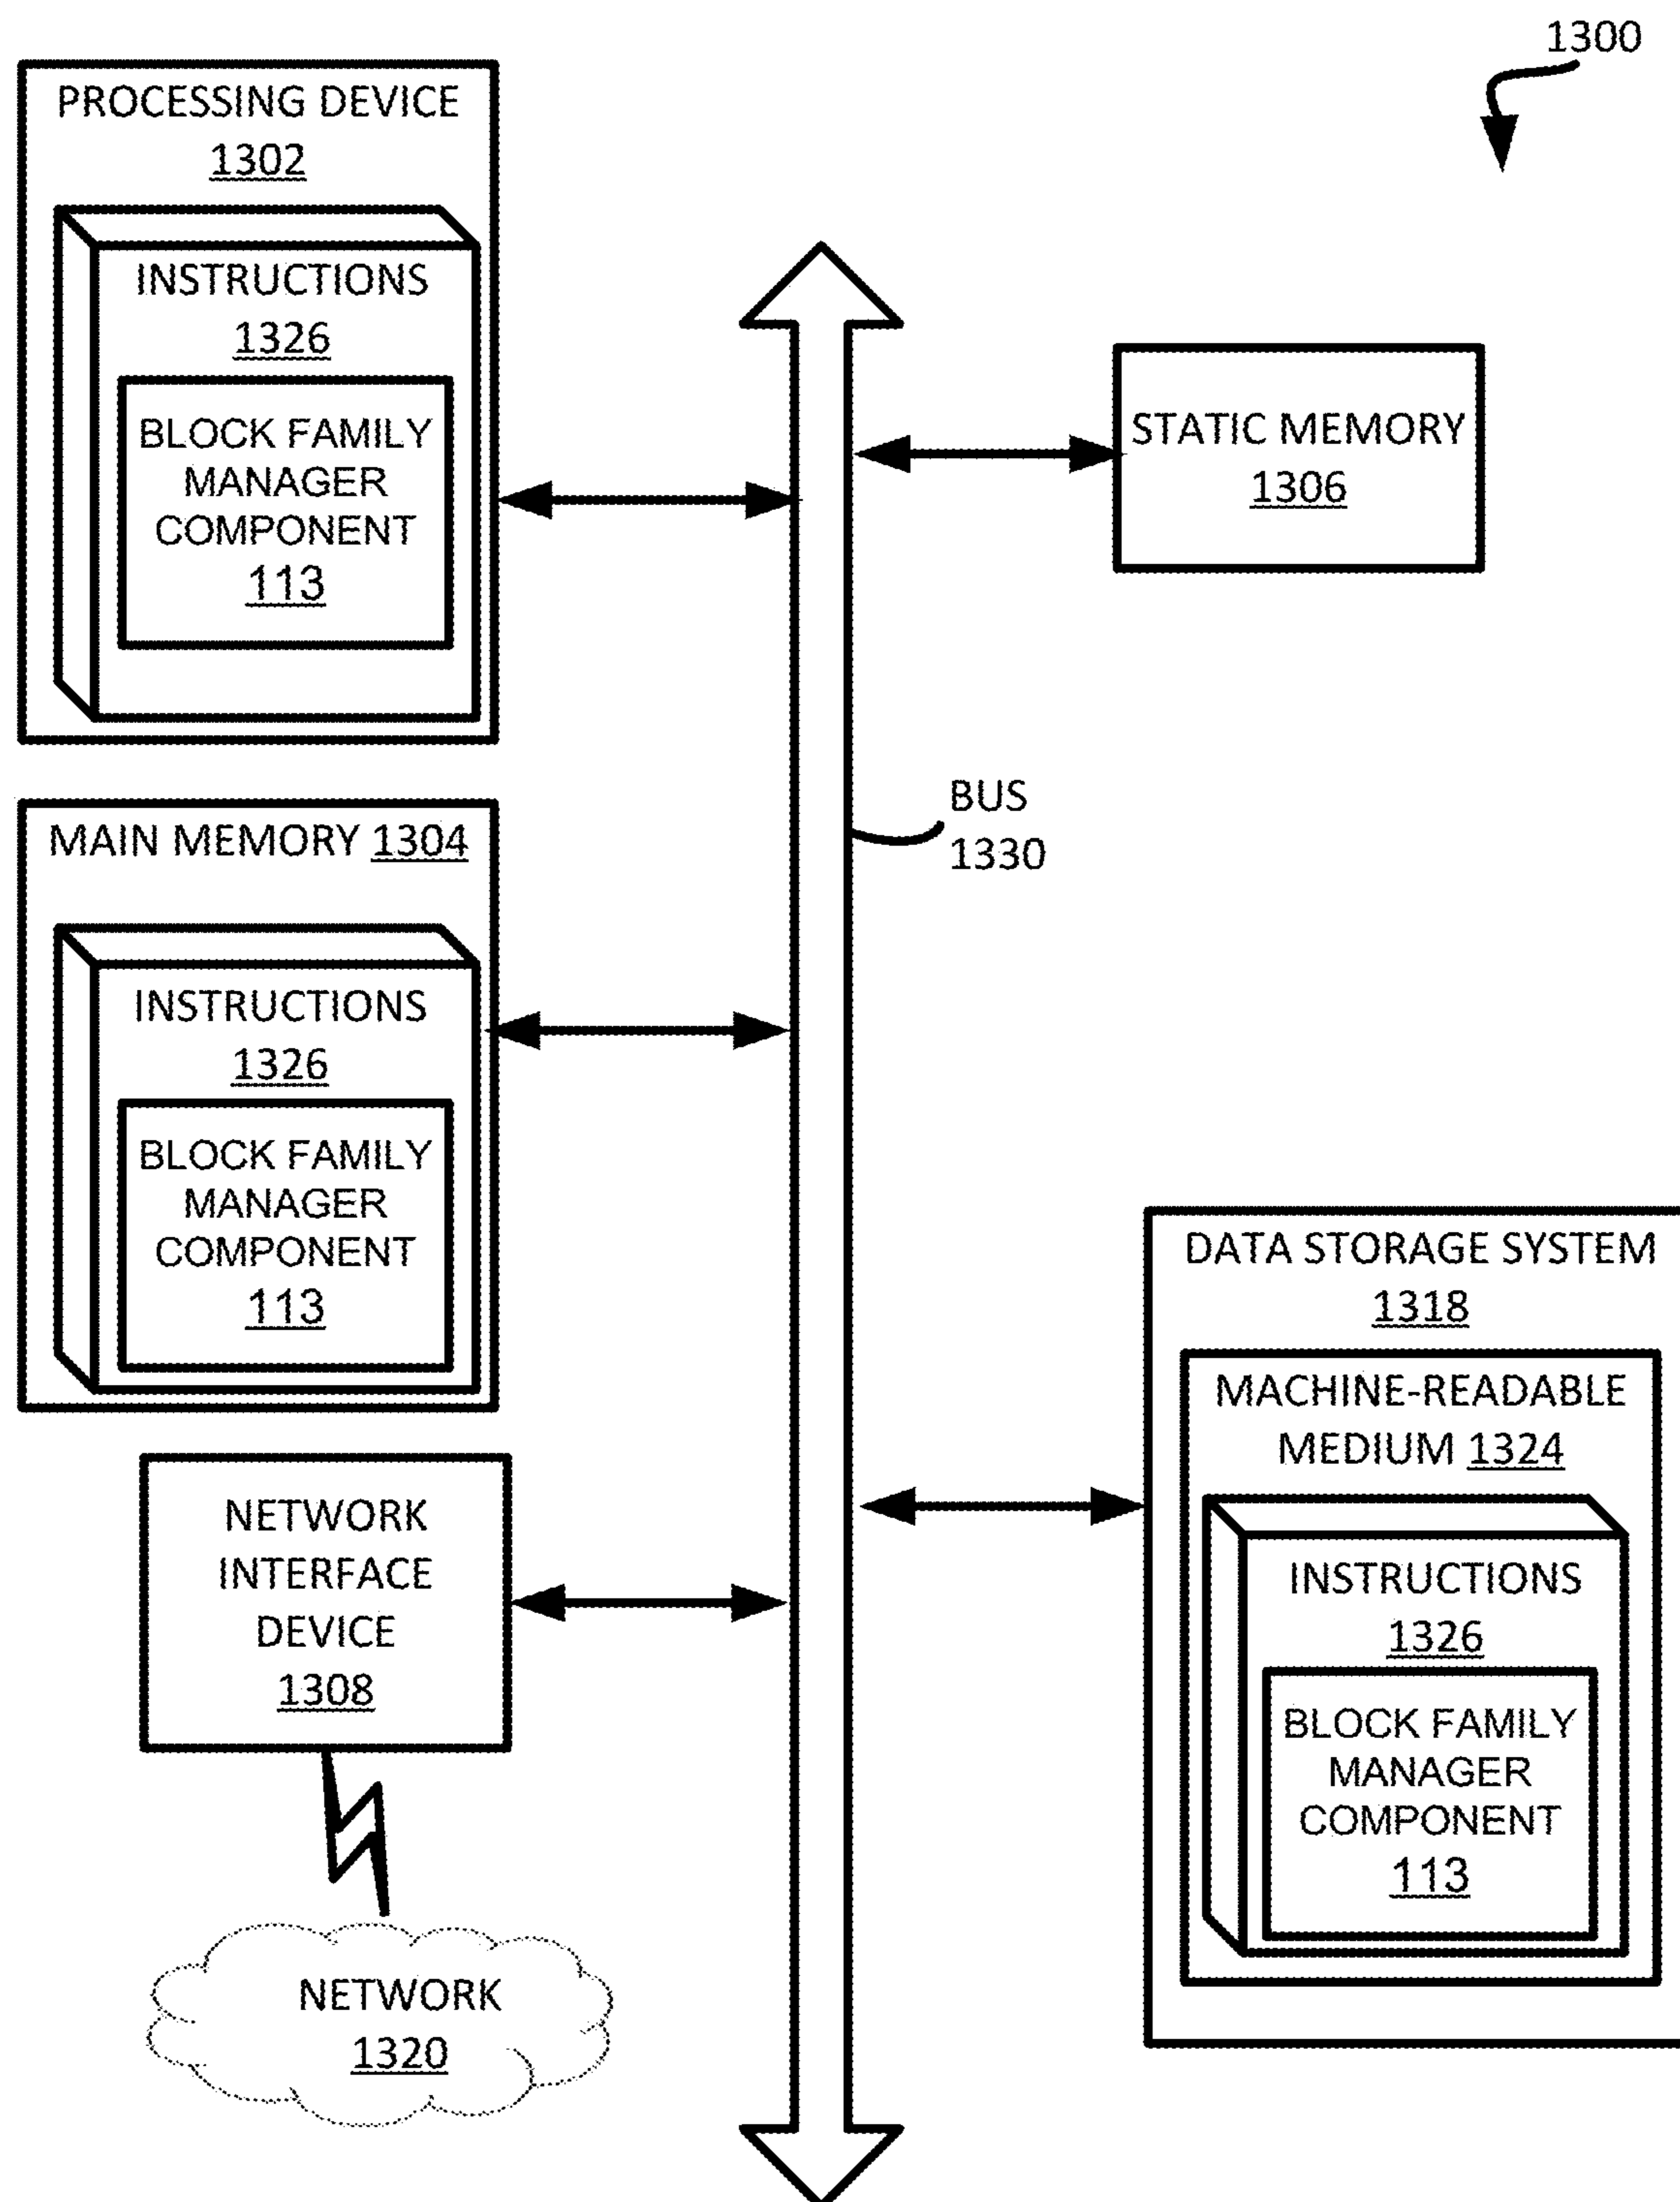 1300
PROCESSING DEVICE
1302
INSTRUCTIONS
1326
BLOCK FAMILY
MANAGER
COMPONENT
113
STATIC MEMORY
1306
BUS
1330
MAIN MEMORY 1304
INSTRUCTIONS
1326
BLOCK FAMILY
MANAGER
COMPONENT
113
DATA STORAGE SYSTEM
1318
MACHINE-READABLE
MEDIUM 1324
INSTRUCTIONS
1326
BLOCK FAMILY
MANAGER
COMPONENT
113
NETWORK
INTERFACE
DEVICE
1308
NETWORK
1320